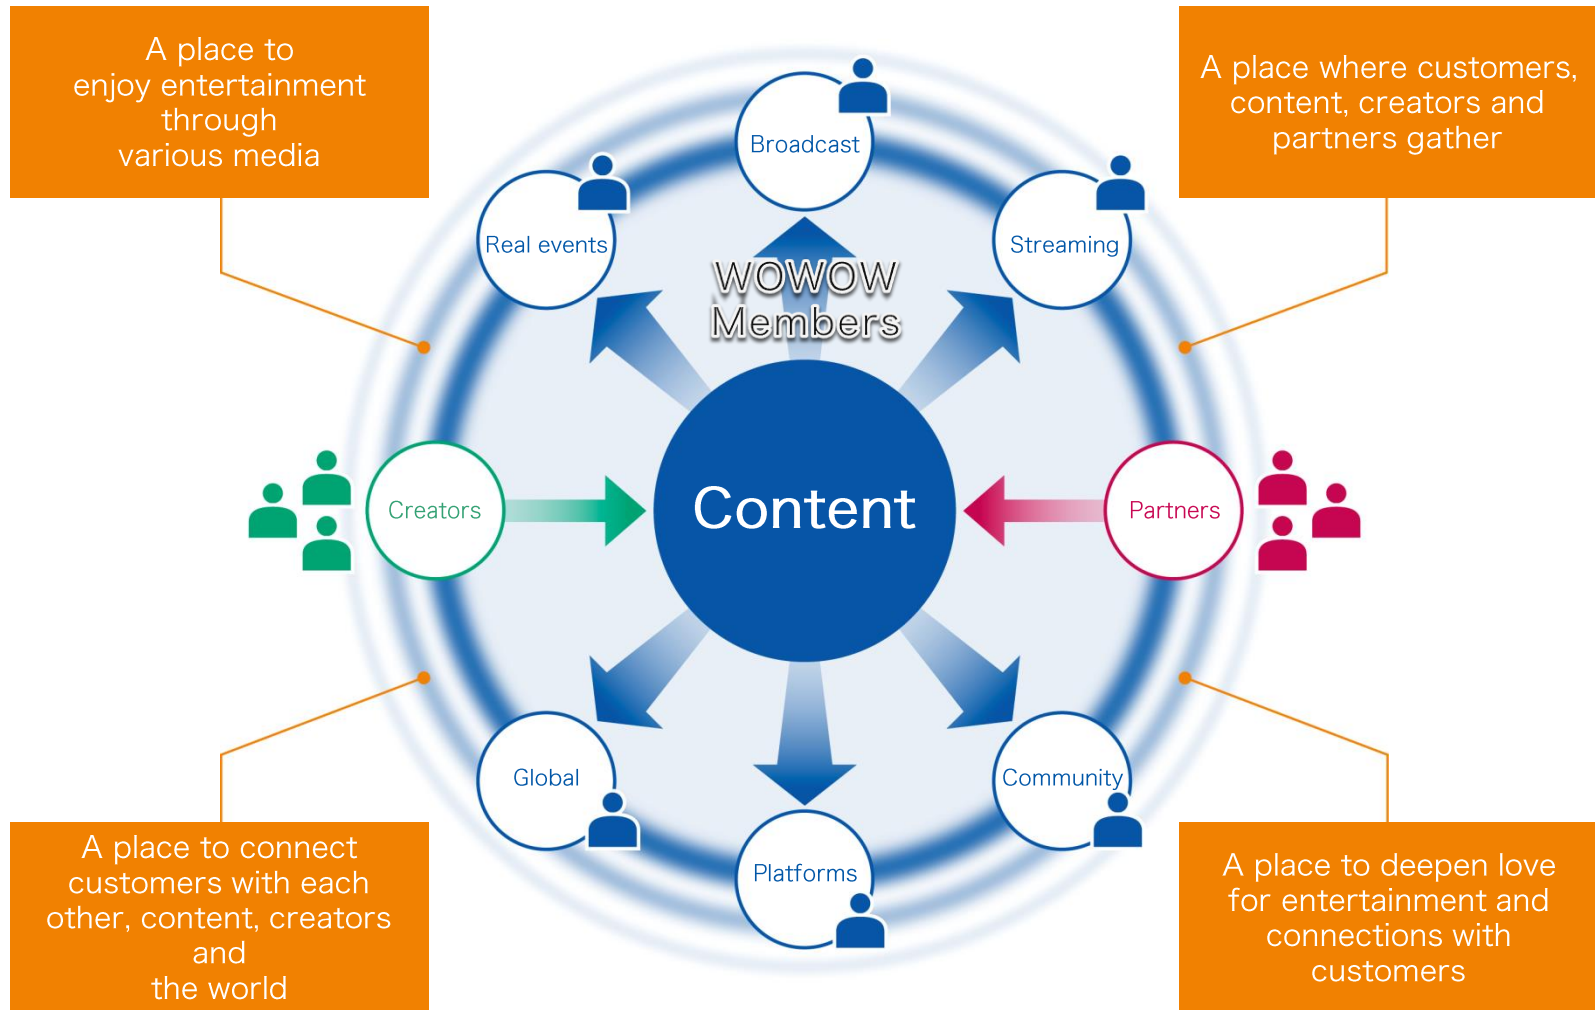 A place to
enjoy entertainment
through
various media
A place where customers,
content, creators and
partners gather
Broadcast
Real events
Streaming
WOWOW
Members
Creators
Content
Partners
Global
Community
Platforms
A place to connect
customers with each
other, content, creators
and
the world
A place to deepen love
for entertainment and
connections with
customers